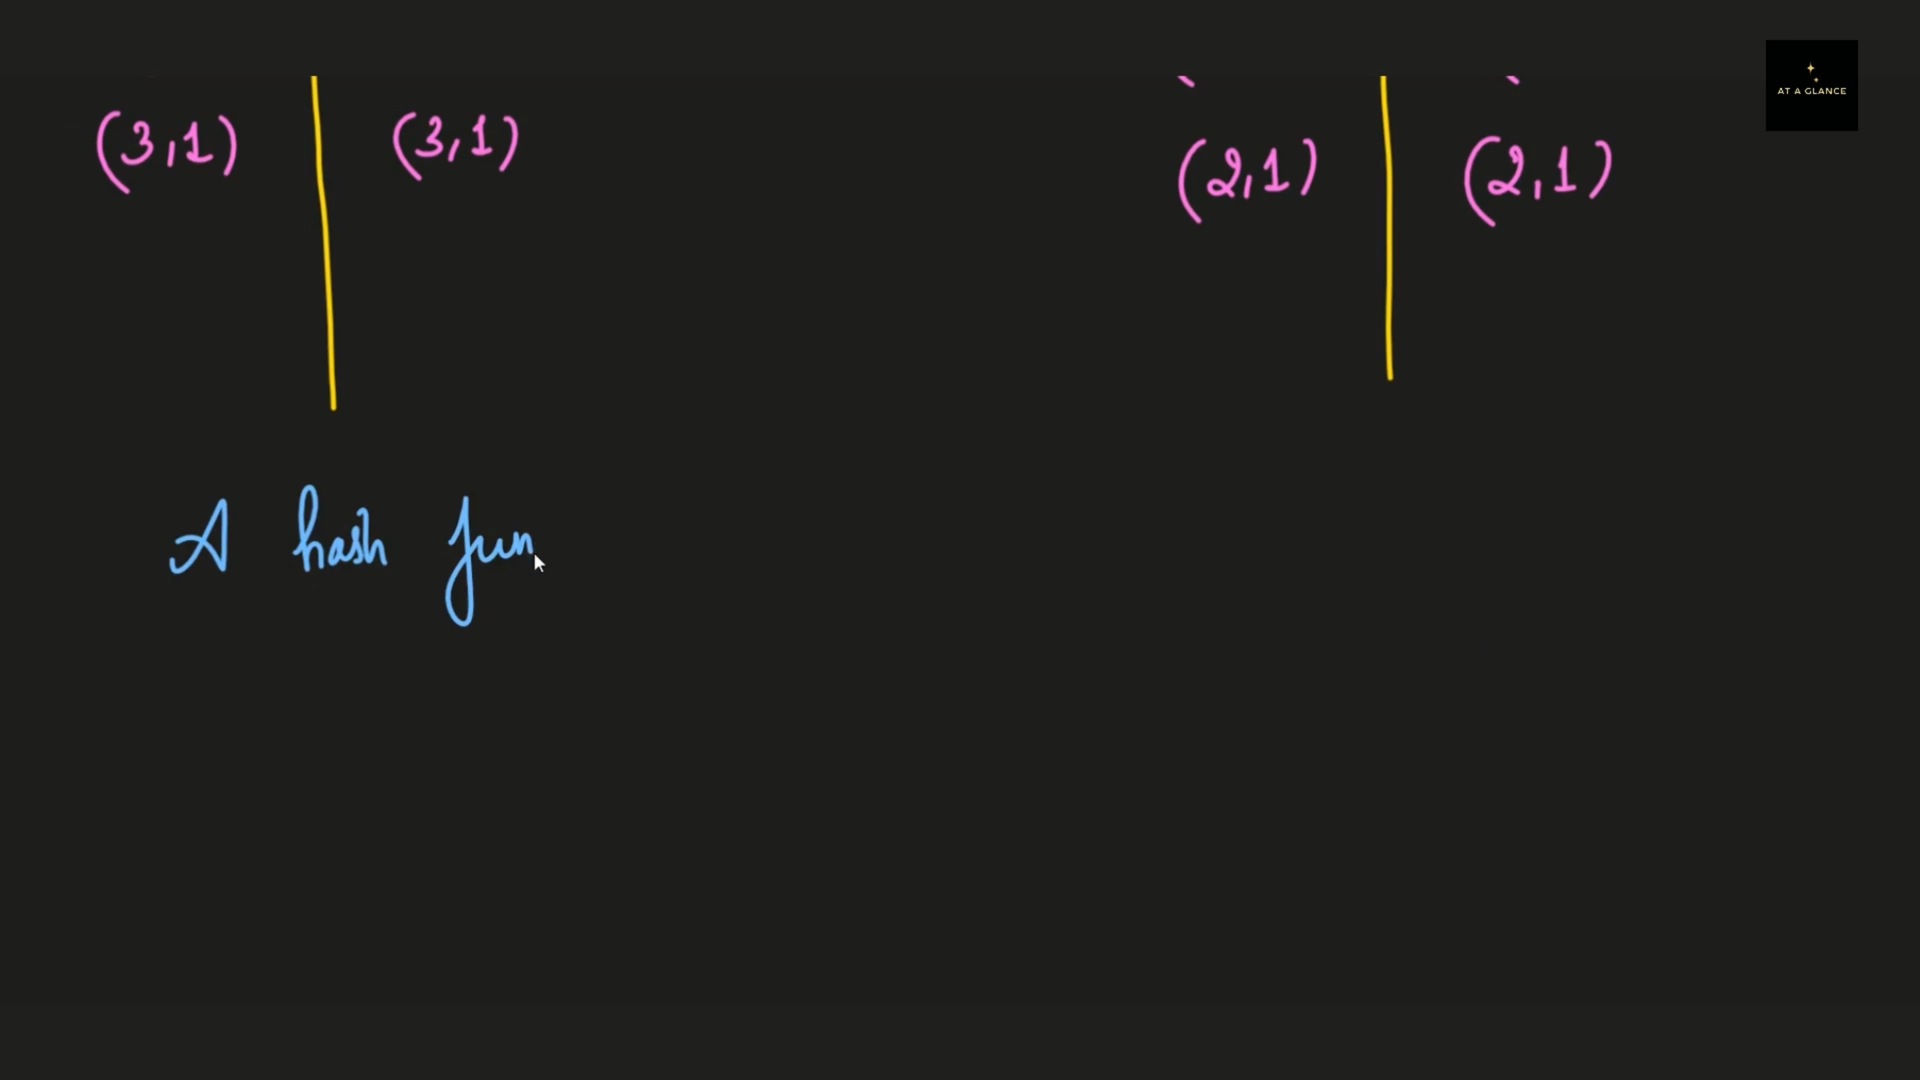 AT A GLANCE
(3,1) (3,1) (2,1) (2,1)
A hash fun